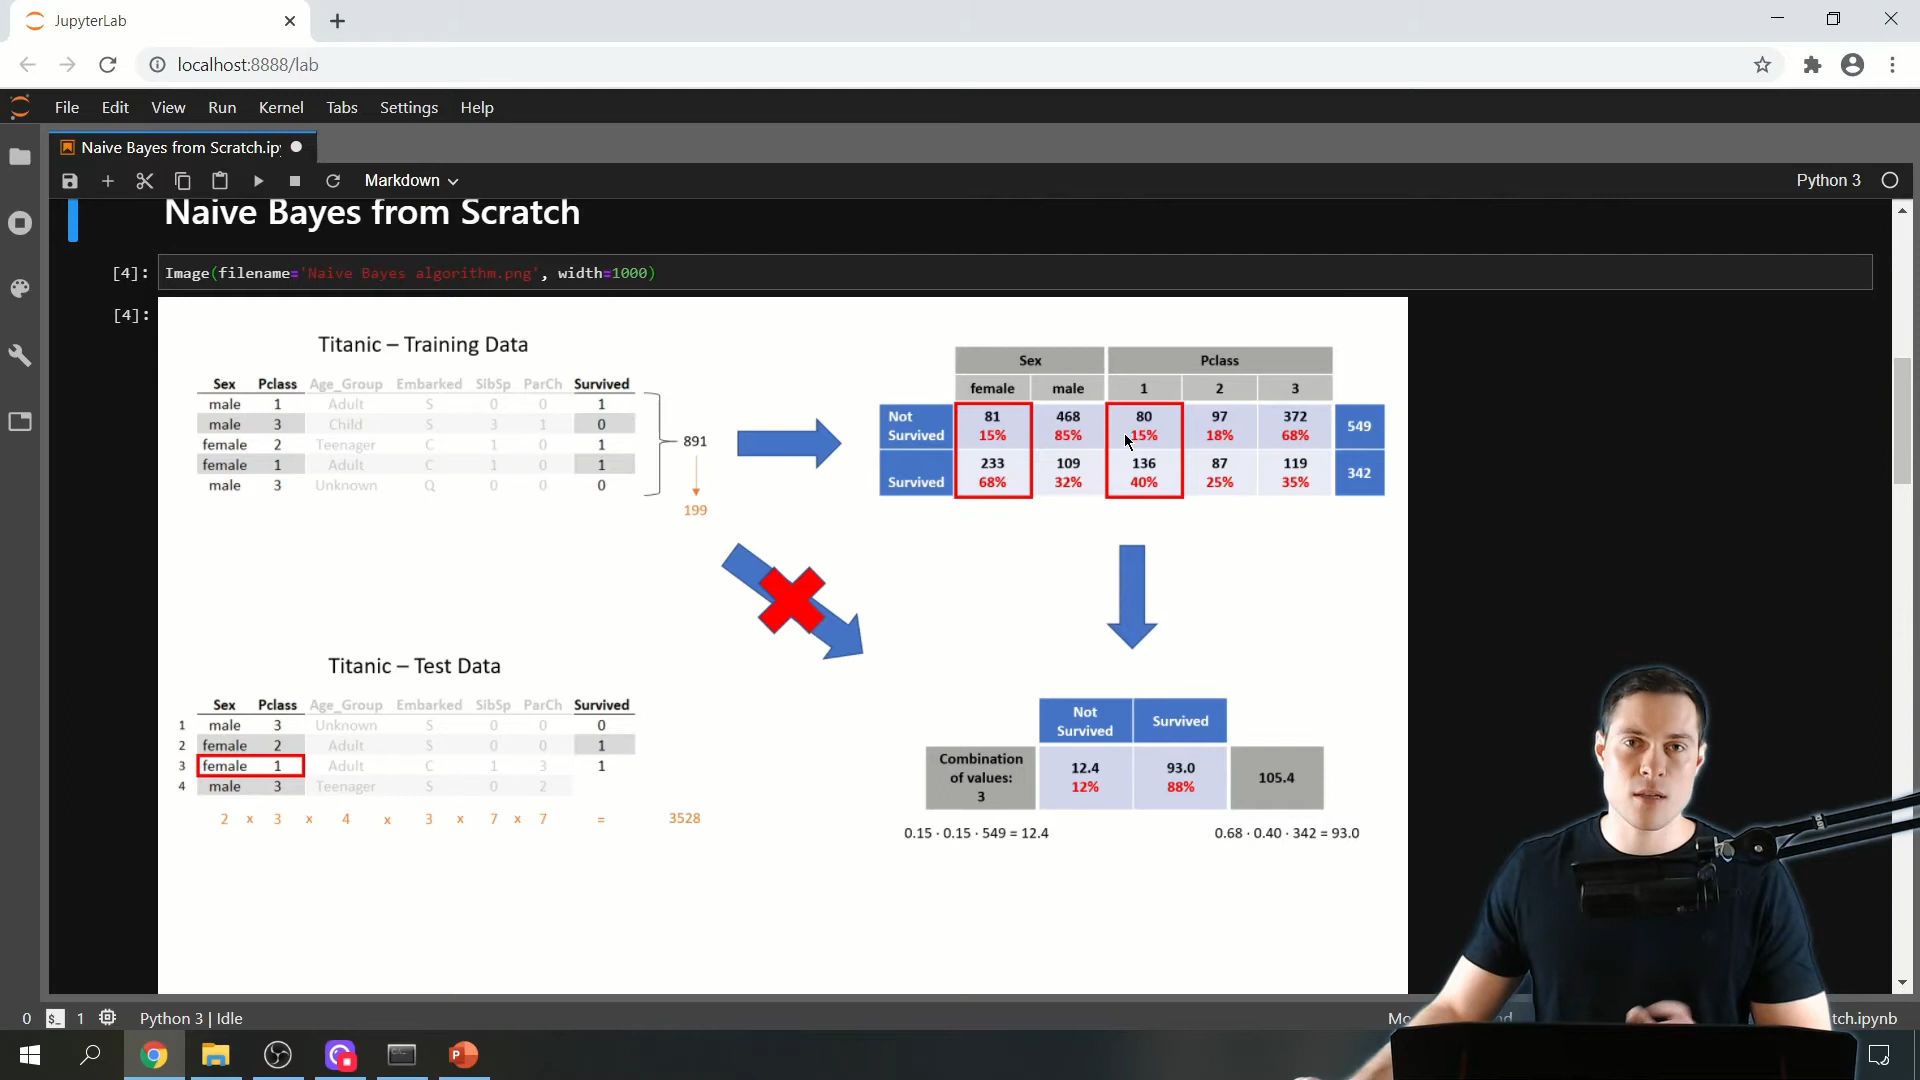 JupyterLab
localhost:8888/lab
File Edit View Run Kernel Tabs Settings Help
Naive Bayes from Scratch.ip
Markdown
Python 3
Naive Bayes from Scratch
[4]: Image(filename='Naive Bayes algorithm.png', width=1000)
[4]:
Titanic – Training Data
Sex Pclass Age_Group Embarked SibSp ParCh Survived
male 1 Adult S 0 0 1
male 3 Child S 3 1 0
female 2 Teenager C 1 0 1
female 1 Adult C 1 0 1
male 3 Unknown Q 0 0 0
891
199
Sex Pclass
female male 1 2 3
Not Survived 81 468 80 97 372 549
15% 85% 15% 18% 68%
Survived 233 109 136 87 119 342
68% 32% 40% 25% 35%
Titanic – Test Data
Sex Pclass Age_Group Embarked SibSp ParCh Survived
1 male 3 Unknown S 0 0 0
2 female 2 Adult S 0 0 1
3 female 1 Adult C 1 3 1
4 male 3 Teenager S 0 2
2 x 3 x 4 x 3 x 7 x 7 = 3528
Not
Survived
Survived
Combination
of values:
3
12.4 93.0 105.4
12% 88%
0.15 · 0.15 · 549 = 12.4
0.68 · 0.40 · 342 = 93.0
0 $_ 1 Python 3 | Idle
tch.ipynb